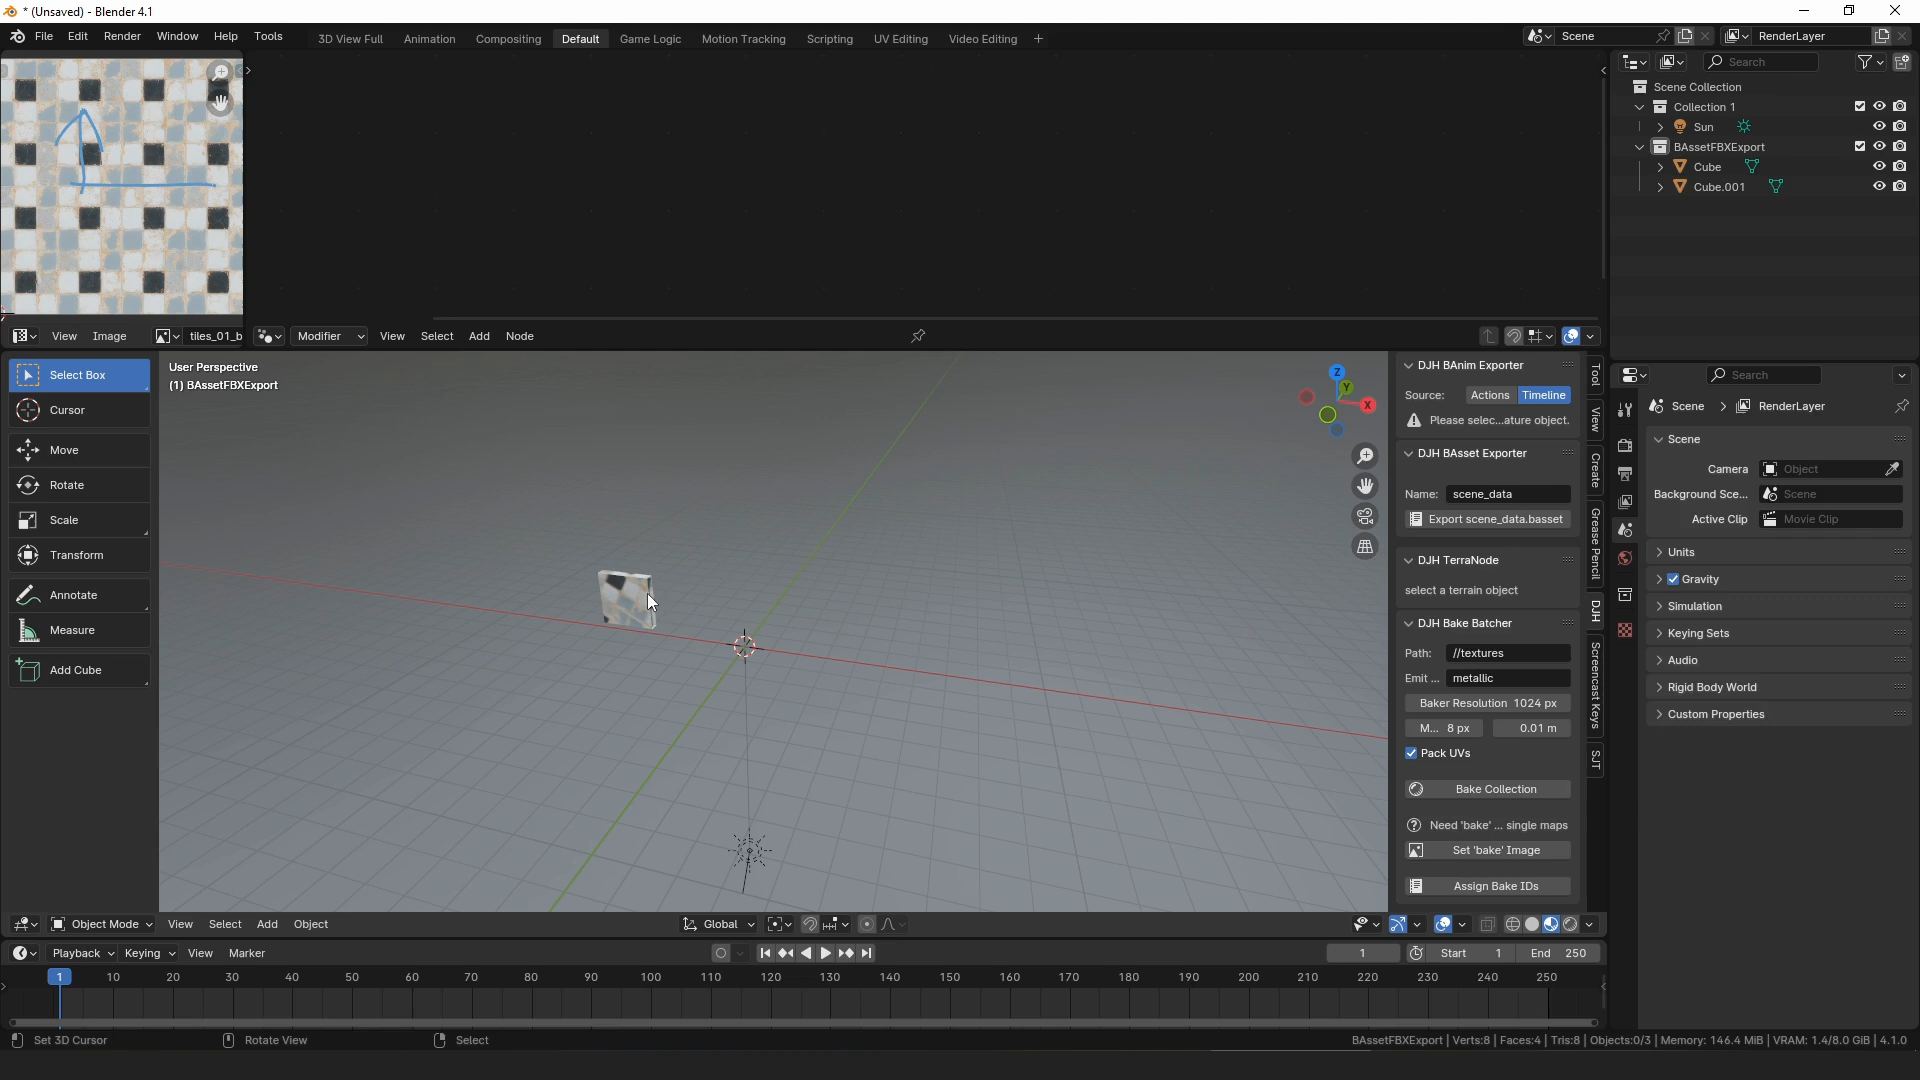 * (Unsaved) - Blender 4.1
File Edit Render Window Help Tools
3D View Full Animation Compositing Default Game Logic Motion Tracking Scripting UV Editing Video Editing +
Scene
RenderLayer
Search
Scene Collection
Collection 1
Sun
BAssetFBXExport
Cube
Cube.001
View Image tiles_01_b
Modifier View Select Add Node
Select Box
Cursor
Move
Rotate
Scale
Transform
Annotate
Measure
Add Cube
User Perspective
(1) BAssetFBXExport
Z
Y
X
DJH BAnim Exporter
Source: Actions Timeline
Please selec...ature object.
DJH BAsset Exporter
Name: scene_data
Export scene_data.basset
DJH TerraNode
select a terrain object
DJH Bake Batcher
Path: //textures
Emit ... metallic
Baker Resolution 1024 px
M... 8 px 0.01 m
Pack UVs
Bake Collection
Need 'bake' ... single maps
Set 'bake' Image
Assign Bake IDs
Tool
View
Create
Grease Pencil
DJH
Screencast Keys
SJT
Search
Scene > RenderLayer
Scene
Camera Object
Background Sce... Scene
Active Clip Movie Clip
Units
Gravity
Simulation
Keying Sets
Audio
Rigid Body World
Custom Properties
Object Mode View Select Add Object
Global
Playback Keying View Marker
1 Start 1 End 250
1 10 20 30 40 50 60 70 80 90 100 110 120 130 140 150 160 170 180 190 200 210 220 230 240 250
Set 3D Cursor Rotate View Select
BAssetFBXExport | Verts:8 | Faces:4 | Tris:8 | Objects:0/3 | Memory: 146.4 MiB | VRAM: 1.4/8.0 GiB | 4.1.0